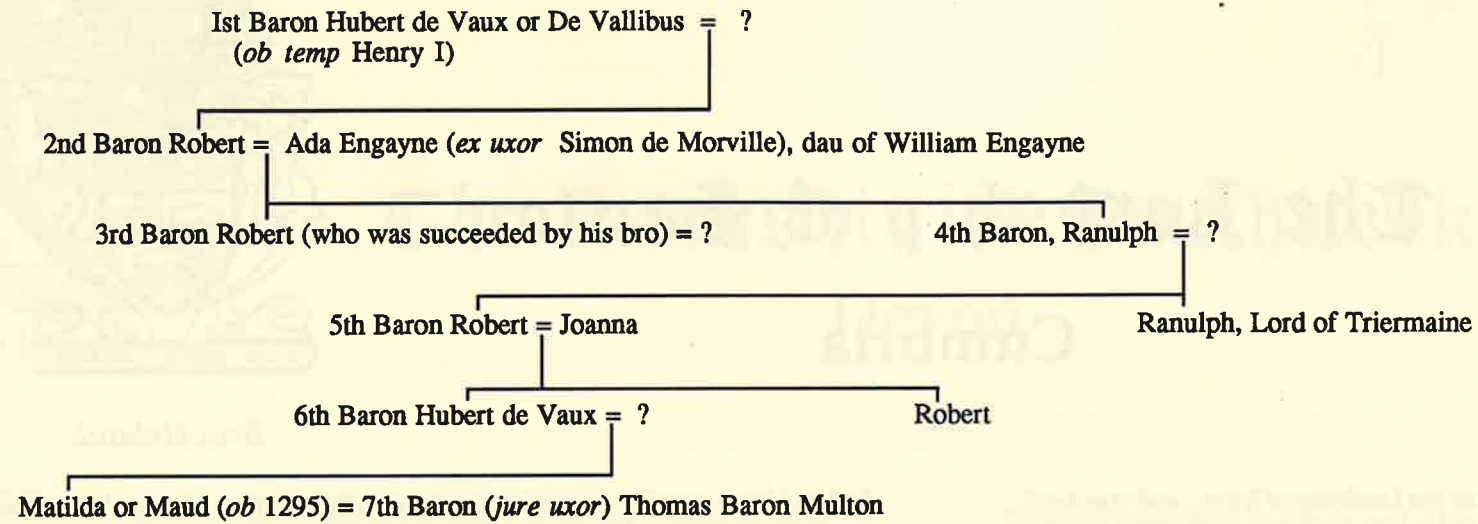 Ist Baron Hubert de Vaux or De Vallibus = ?
(ob temp Henry I)
2nd Baron Robert = Ada Engayne (ex uxor Simon de Morville), dau of William Engayne
3rd Baron Robert (who was succeeded by his bro) = ?
4th Baron, Ranulph = ?
5th Baron Robert = Joanna
Ranulph, Lord of Triermaine
6th Baron Hubert de Vaux = ?
Robert
Matilda or Maud (ob 1295) = 7th Baron (jure uxor) Thomas Baron Multon